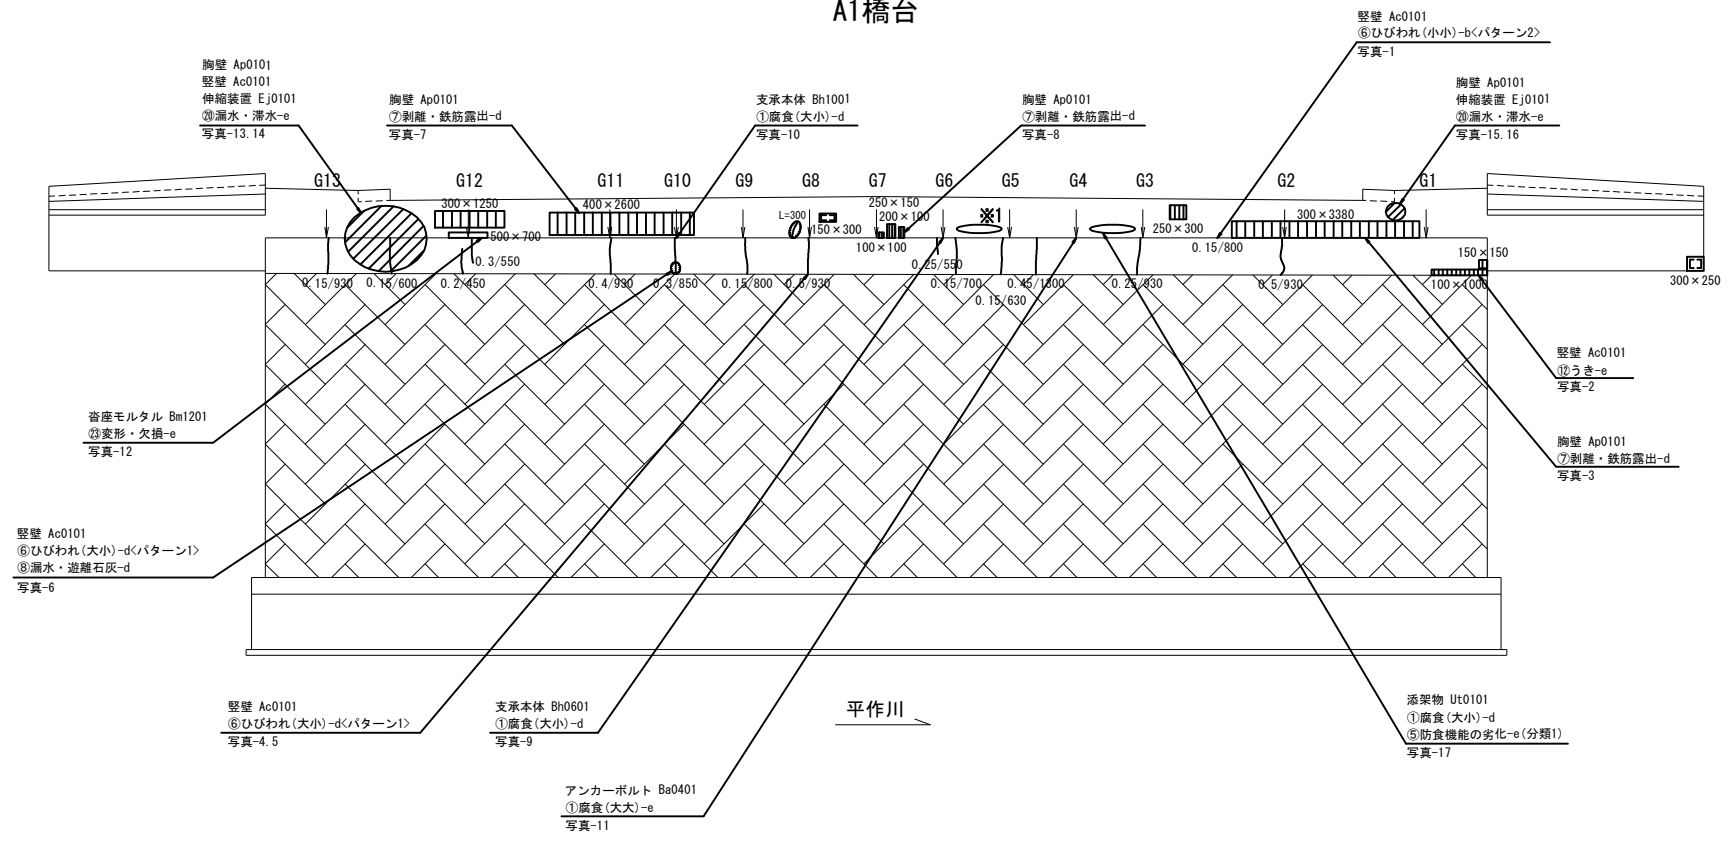 A1橋台
竪壁 Ac0101
⑥ひびわれ(小小)-b<パターン2>
写真-1
胸壁 Ap0101
竪壁 Ac0101
伸縮装置 Ej0101
⑳漏水・滞水-e
写真-13.14
胸壁 Ap0101
⑦剥離・鉄筋露出-d
写真-7
支承本体 Bh1001
①腐食(大小)-d
写真-10
胸壁 Ap0101
⑦剥離・鉄筋露出-d
写真-8
胸壁 Ap0101
伸縮装置 Ej0101
⑳漏水・滞水-e
写真-15.16
G13 G12 G11 G10 G9 G8 G7 G6 G5 G4 G3 G2 G1
300×1250
400×2600
L=300
150×300
250×150
200×100
100×100
※1
250×300
300×3380
500×700
0.3/550
0.25/550
0.15/800
150×150
0.15/930
0.15/600
0.2/450
0.4/930
0.3/850
0.15/800
0.5/930
0.15/700
0.15/630
0.45/1300
0.25/930
0.5/930
100×1000
300×250
竪壁 Ac0101
⑫うき-e
写真-2
沓座モルタル Bm1201
㉓変形・欠損-e
写真-12
胸壁 Ap0101
⑦剥離・鉄筋露出-d
写真-3
竪壁 Ac0101
⑥ひびわれ(大小)-d<パターン1>
⑧漏水・遊離石灰-d
写真-6
竪壁 Ac0101
⑥ひびわれ(大小)-d<パターン1>
写真-4.5
支承本体 Bh0601
①腐食(大小)-d
写真-9
平作川
添架物 Ut0101
①腐食(大小)-d
⑤防食機能の劣化-e(分類1)
写真-17
アンカーボルト Ba0401
①腐食(大大)-e
写真-11